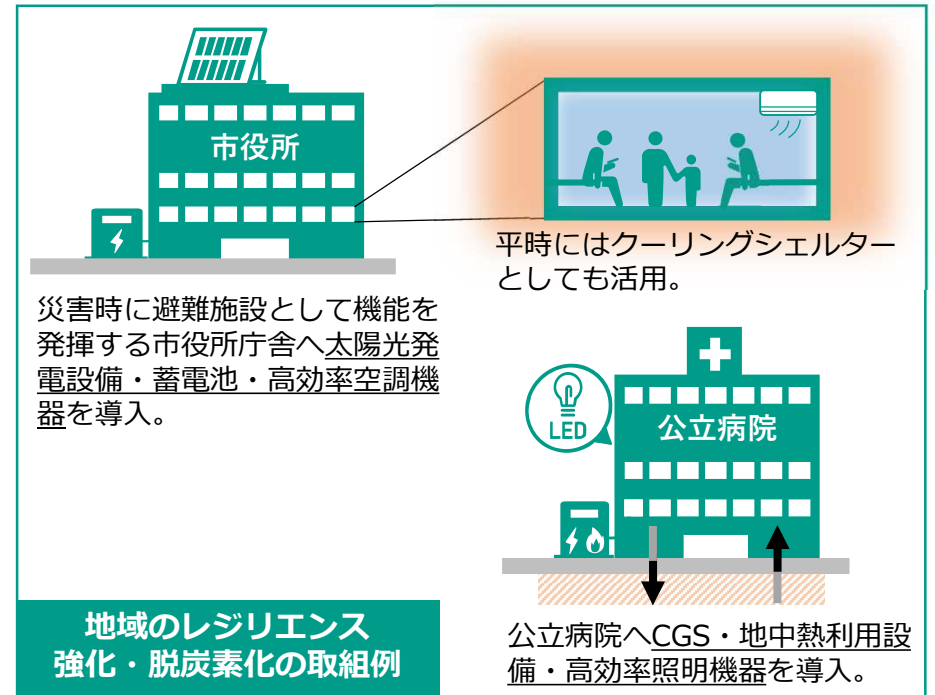 市役所
平時にはクーリングシェルター
としても活用。
災害時に避難施設として機能を
発揮する市役所庁舎へ太陽光発
電設備・蓄電池・高効率空調機
器を導入。
LED
公立病院
公立病院へCGS・地中熱利用設
備・高効率照明機器を導入。
地域のレジリエンス
強化・脱炭素化の取組例